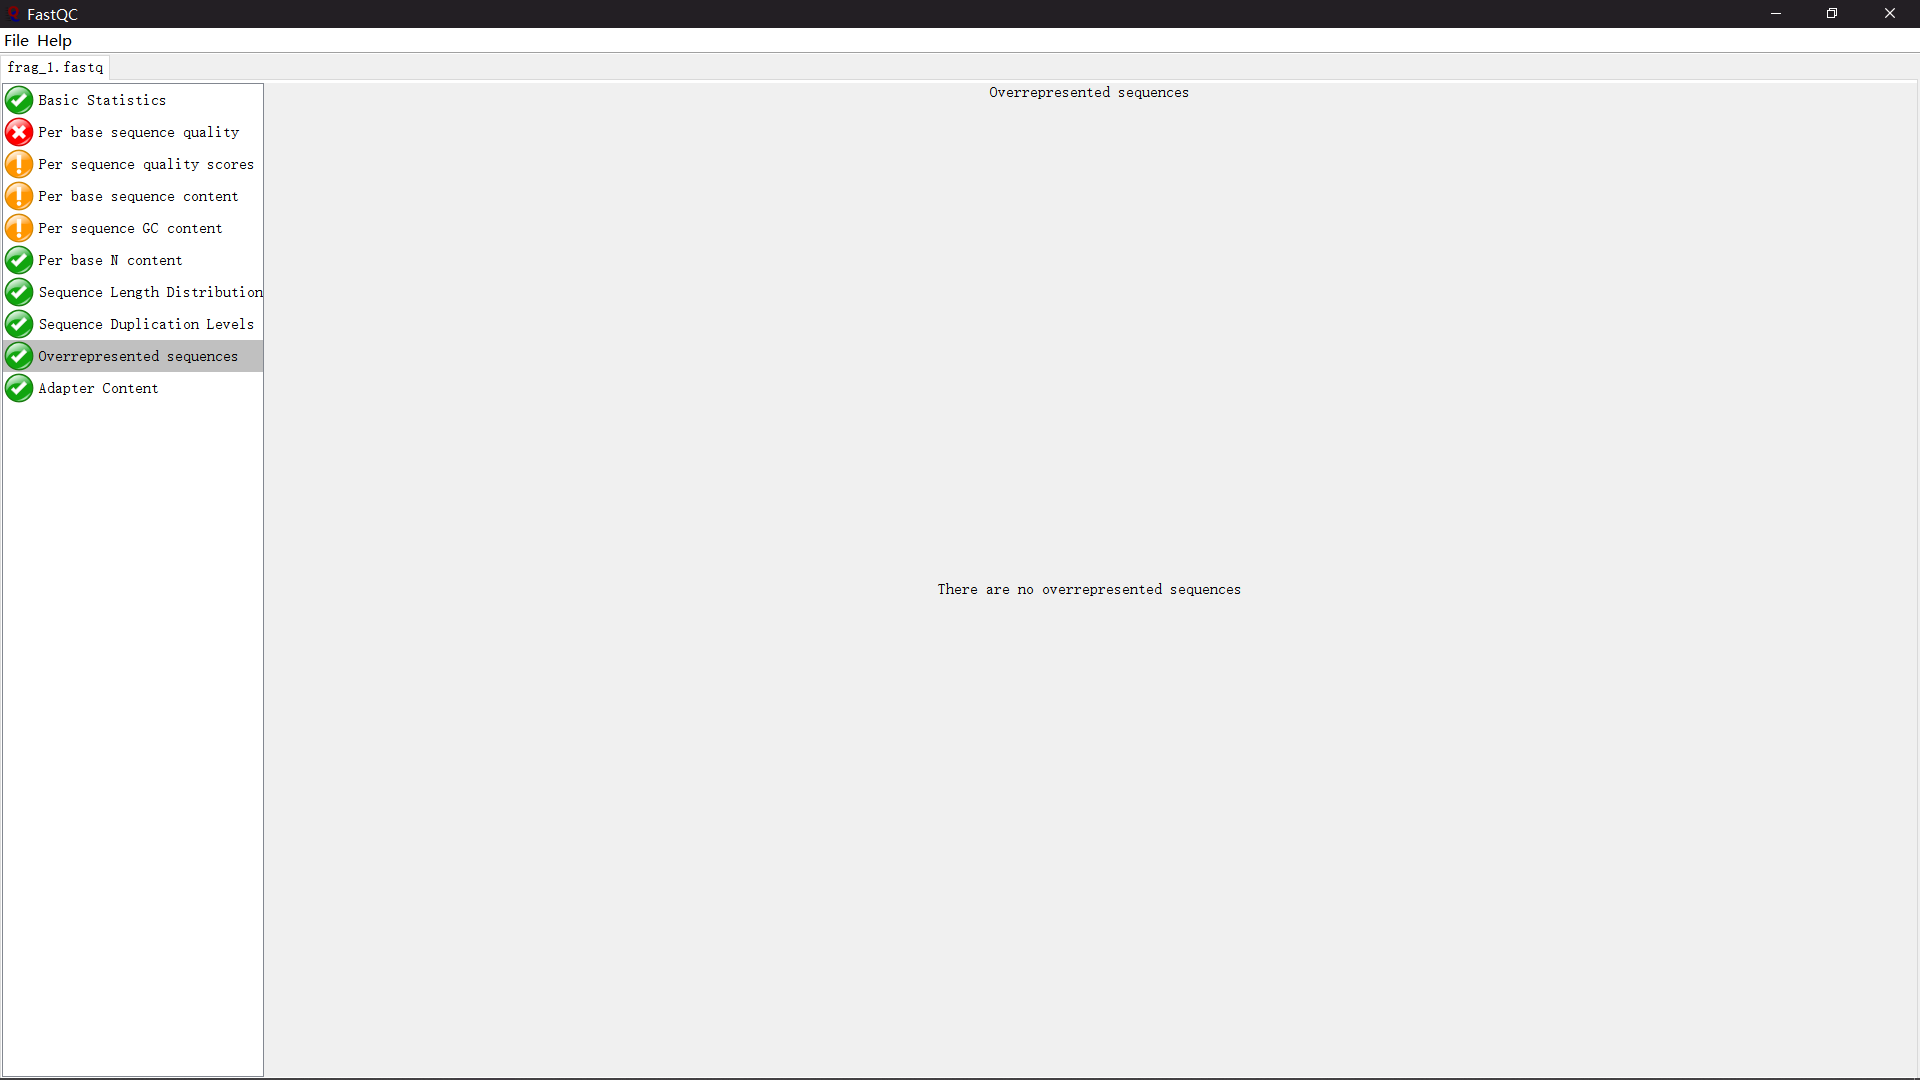 FastQC
File Help
frag_1.fastq
Basic Statistics
Per base sequence quality
Per sequence quality scores
Per base sequence content
Per sequence GC content
Per base N content
Sequence Length Distribution
Sequence Duplication Levels
Overrepresented sequences
Adapter Content
Overrepresented sequences
There are no overrepresented sequences